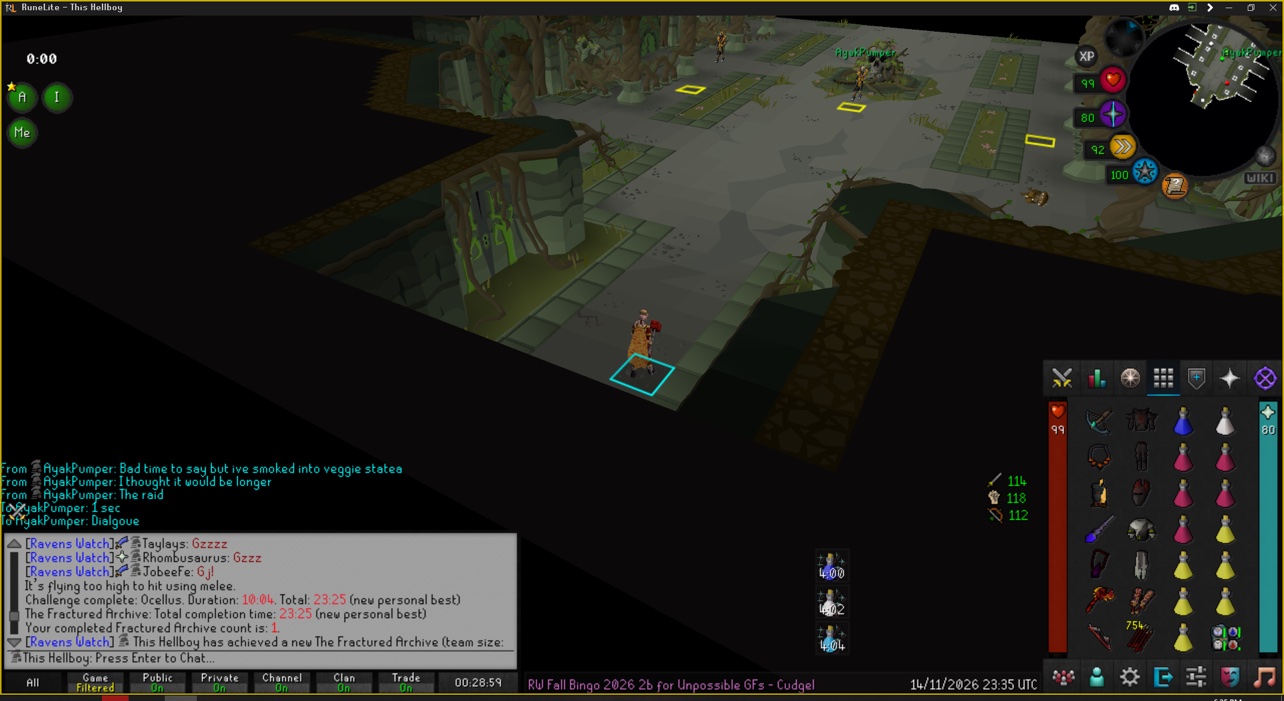 RuneLite - This Hellboy
0:00
A
I
Me
AyakPumper
AyakPumper
XP
99
80
92
100
WIKI
99
80
114
118
112
754
4:00
4:02
4:04
From AyakPumper: Bad time to say but ive smoked into veggie statea
From AyakPumper: I thought it would be longer
From AyakPumper: The raid
To AyakPumper: 1 sec
To AyakPumper: Dialgoue
[Ravens Watch] Taylays: Gzzzz
[Ravens Watch] Rhombusaurus: Gzzz
[Ravens Watch] Jobeefe: Gj!
It's flying too high to hit using melee.
Challenge complete: Ocellus. Duration: 10:04. Total: 23:25 (new personal best)
The Fractured Archive: Total completion time: 23:25 (new personal best)
Your completed Fractured Archive count is: 1.
[Ravens Watch] This Hellboy has achieved a new The Fractured Archive (team size:
This Hellboy: Press Enter to Chat...
All
Game
Filtered
Public
On
Private
On
Channel
On
Clan
On
Trade
On
00:28:59
RW Fall Bingo 2026 2b for Unpossible GFs - Cudgel
14/11/2026 23:35 UTC